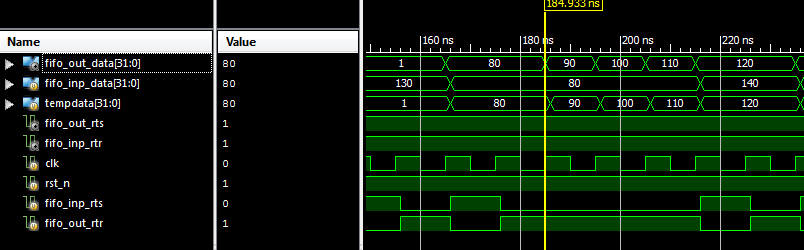 184.933 ns
Name Value 160 ns 180 ns 200 ns 220 ns
fifo_out_data[31:0] 80 1 80 90 100 110 120
fifo_inp_data[31:0] 80 130 80 140
tempdata[31:0] 80 1 80 90 100 110 120
fifo_out_rts 1
fifo_inp_rtr 1
clk 0
rst_n 1
fifo_inp_rts 0
fifo_out_rtr 1